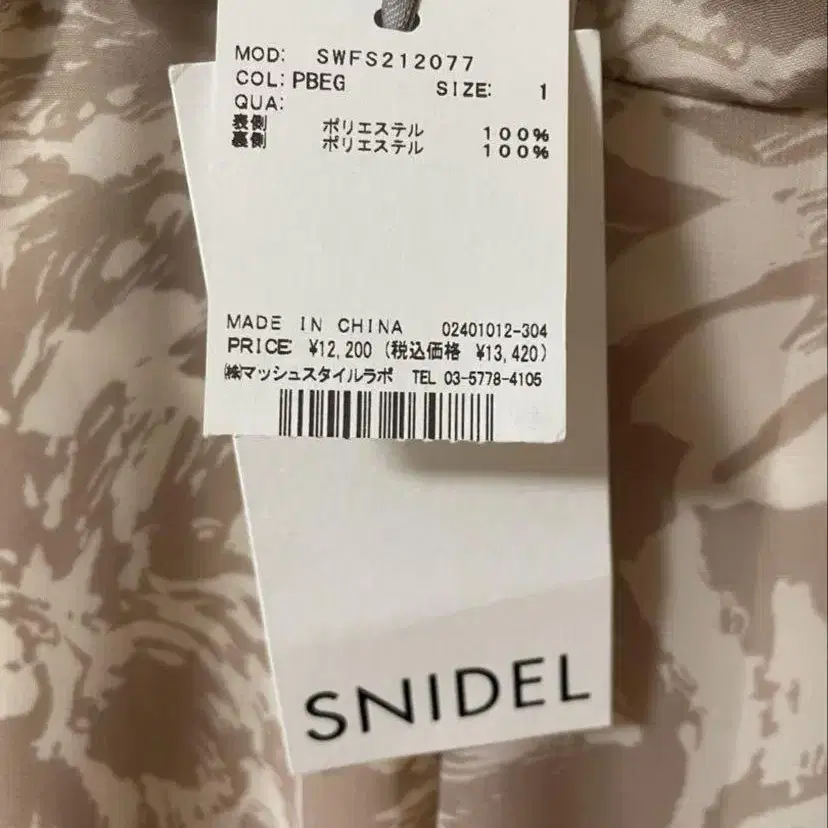 MOD: SWFS212077
COL: PBEG SIZE: 1
QUA:
表側 ポリエステル 100%
裏側 ポリエステル 100%
MADE IN CHINA 02401012-304
PRICE: ¥12,200 (税込価格 ¥13,420)
㈱マッシュスタイルラボ TEL 03-5778-4105
SNIDEL